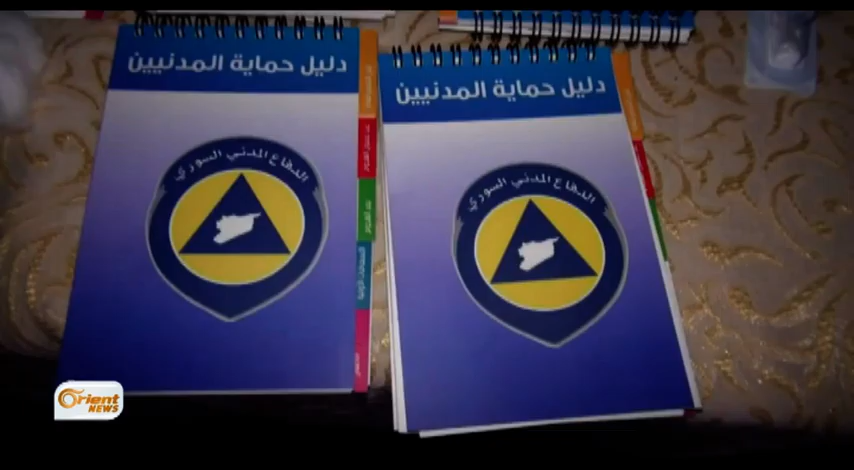 دليل حماية المدنيين
الدفاع المدني السوري
دليل حماية المدنيين
الدفاع المدني السوري
Orient
NEWS